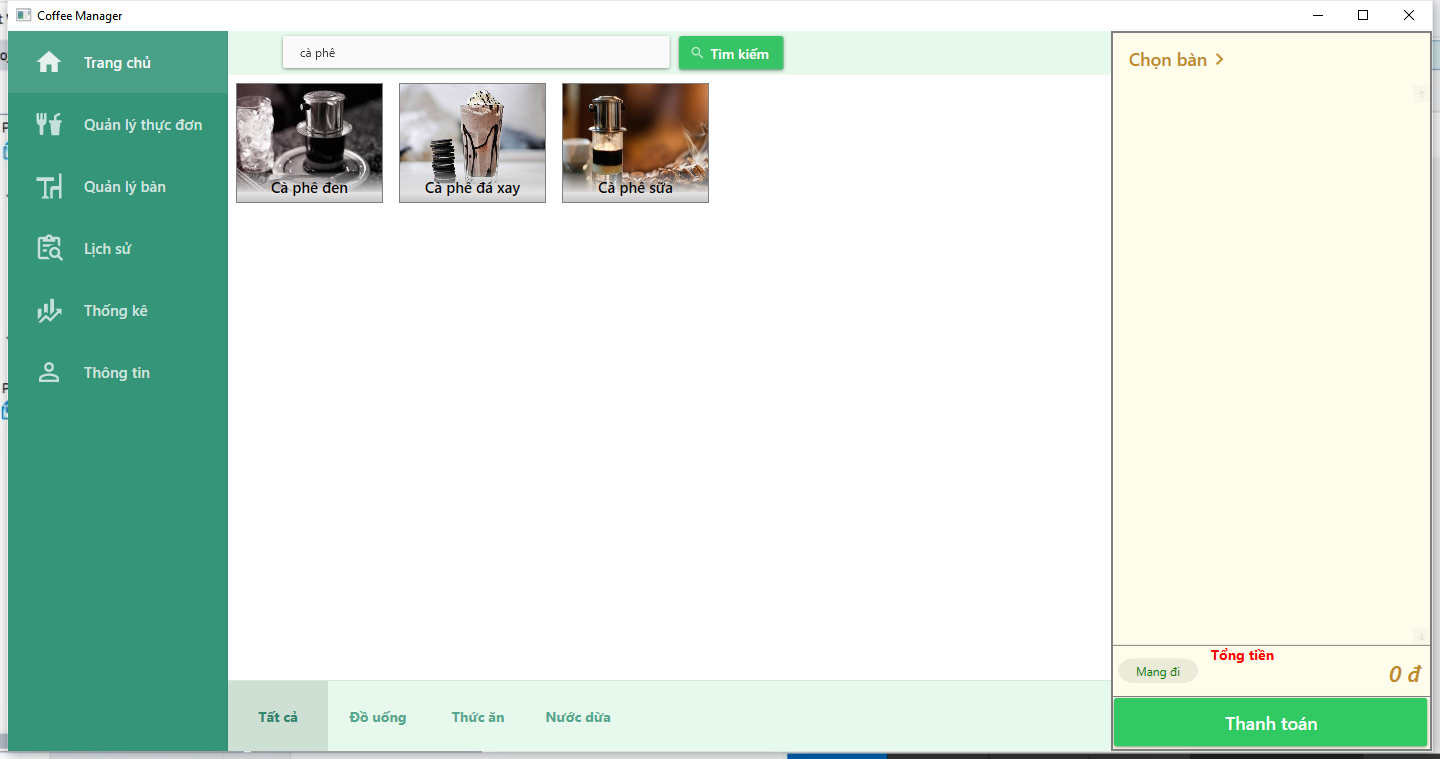 Coffee Manager
Trang chủ
Quản lý thực đơn
Quản lý bàn
Lịch sử
Thống kê
Thông tin
cà phê
Tìm kiếm
Cà phê đen
Cà phê đá xay
Cà phê sữa
Tất cả
Đồ uống
Thức ăn
Nước dừa
Chọn bàn
Tổng tiền
Mang đi
0 đ
Thanh toán